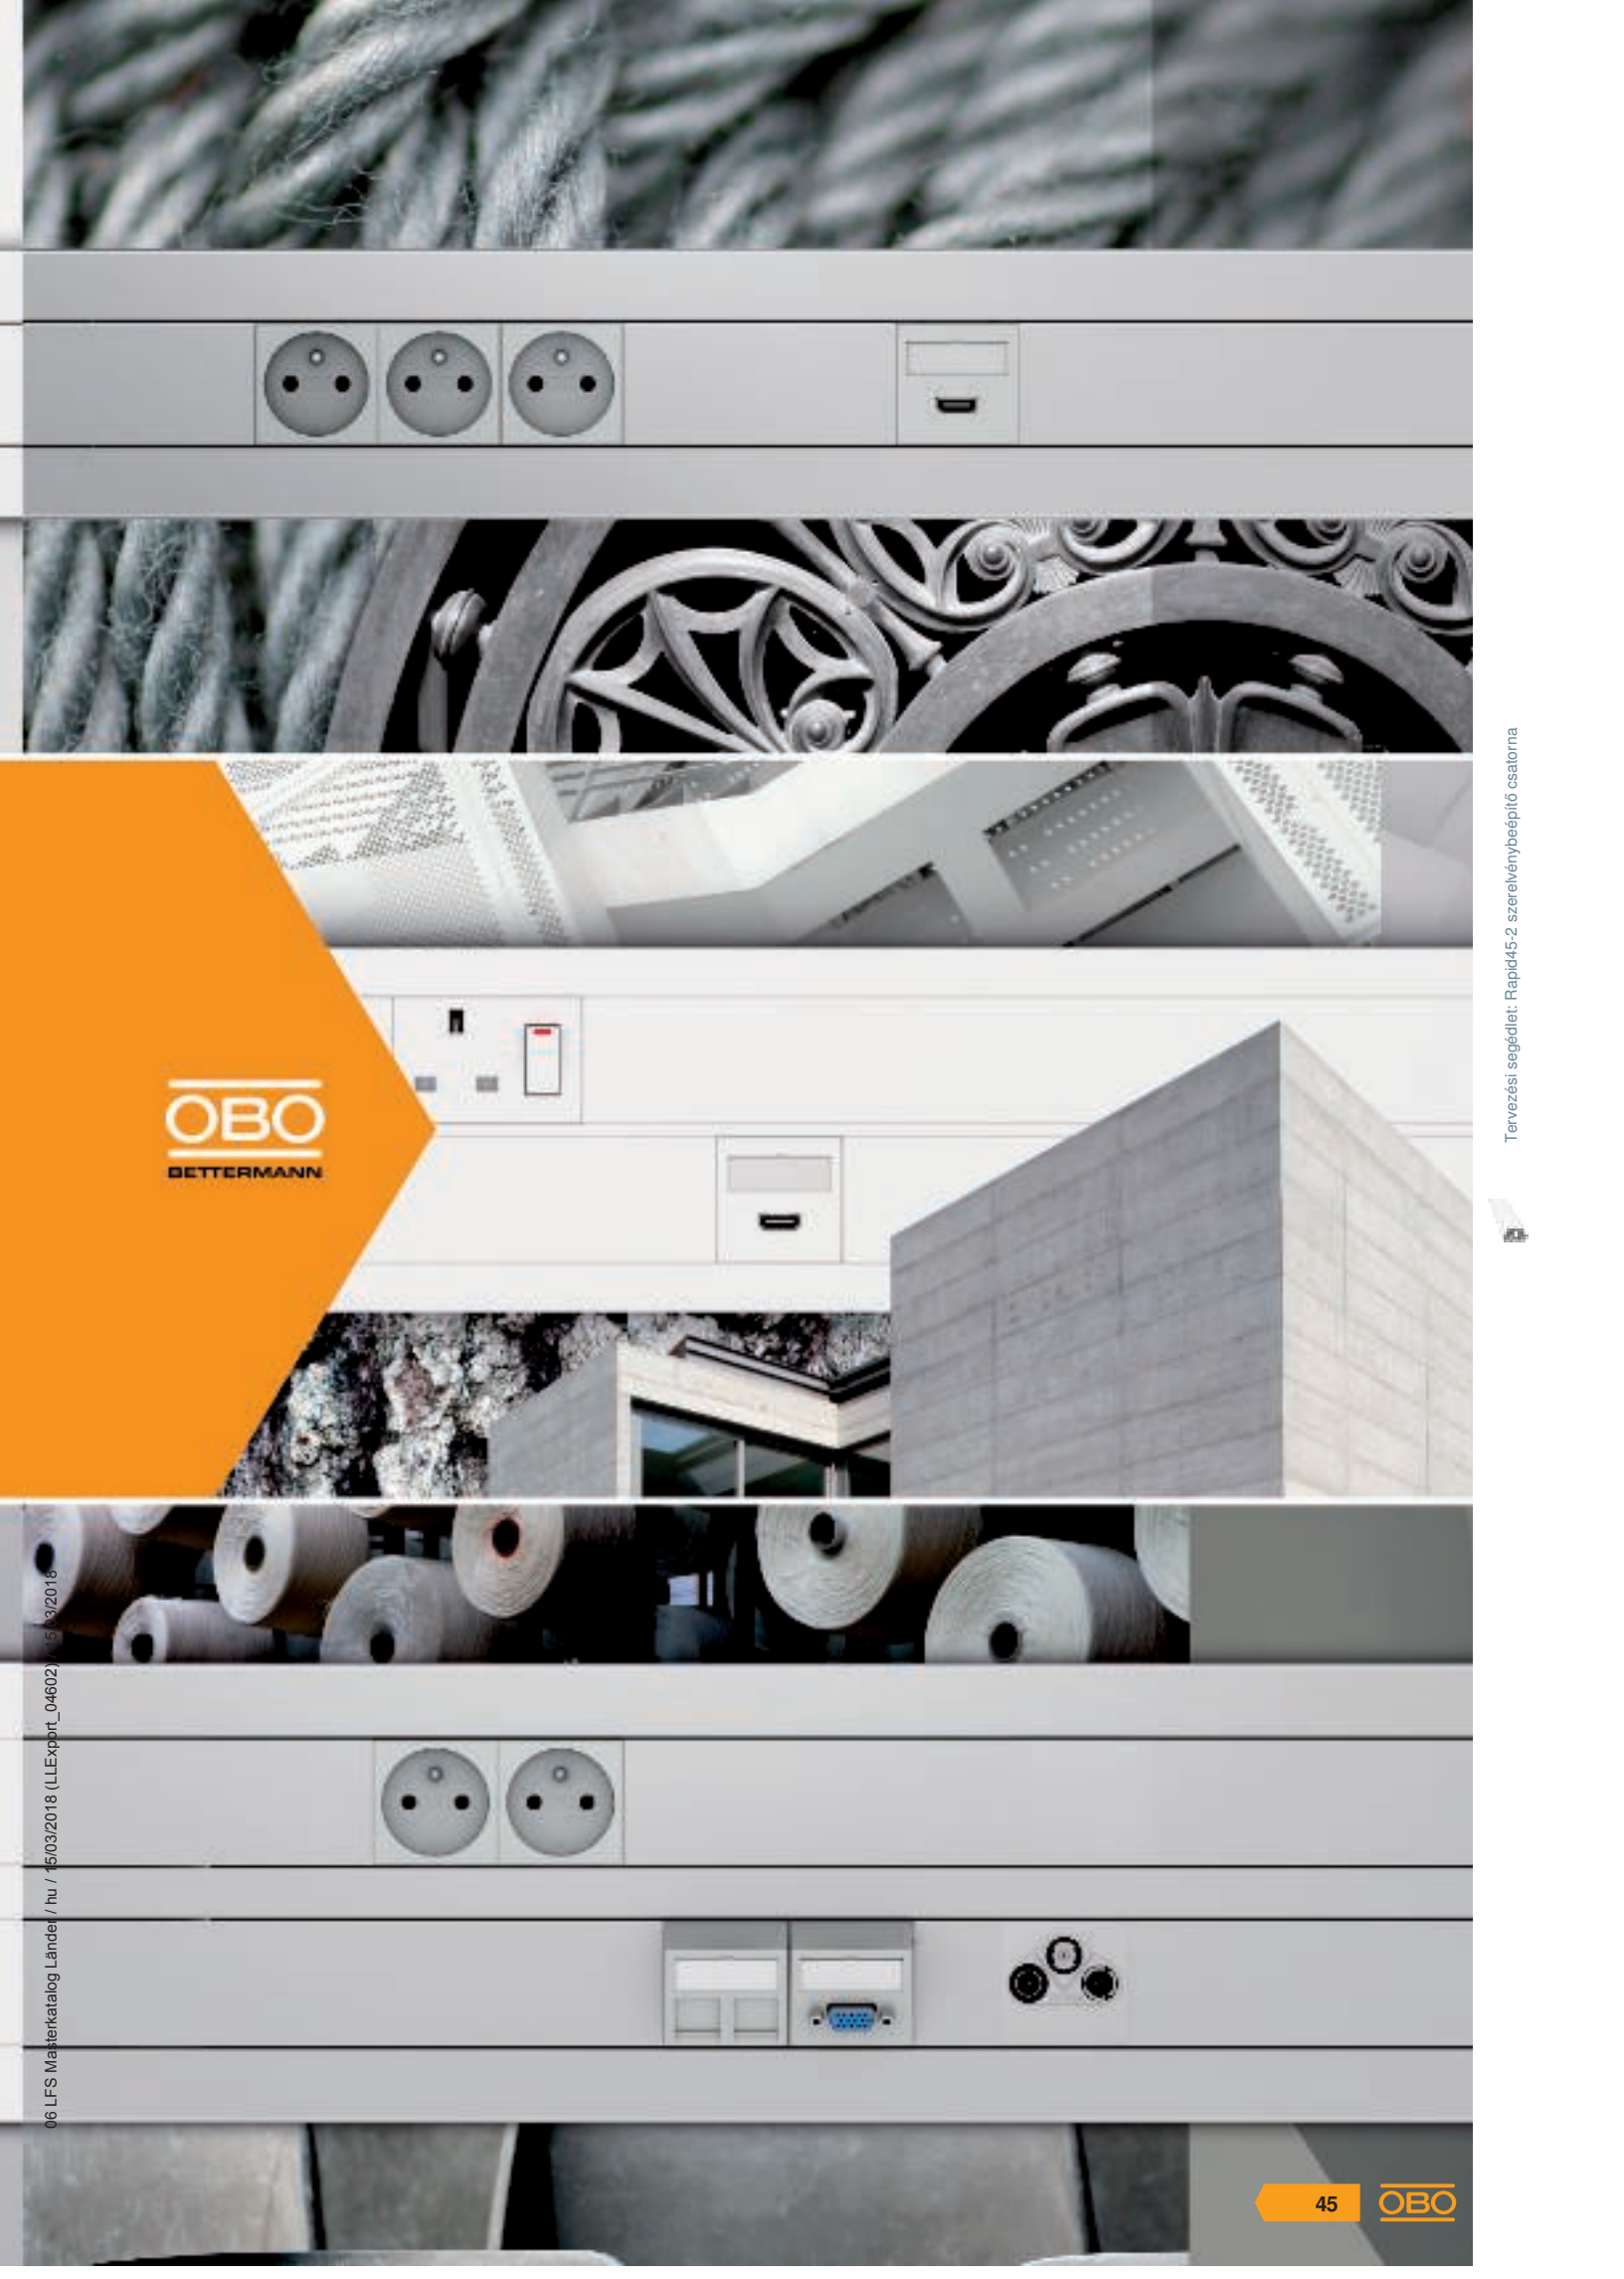 Tervezési segédlet: Rapid45-2 szerelvénybeépítő csatorna
OBO
BETTERMANN
06 LFS Masterkatalog Länder / hu / 15/03/2018 (LLExport_04602) / 15/03/2018
45
OBO